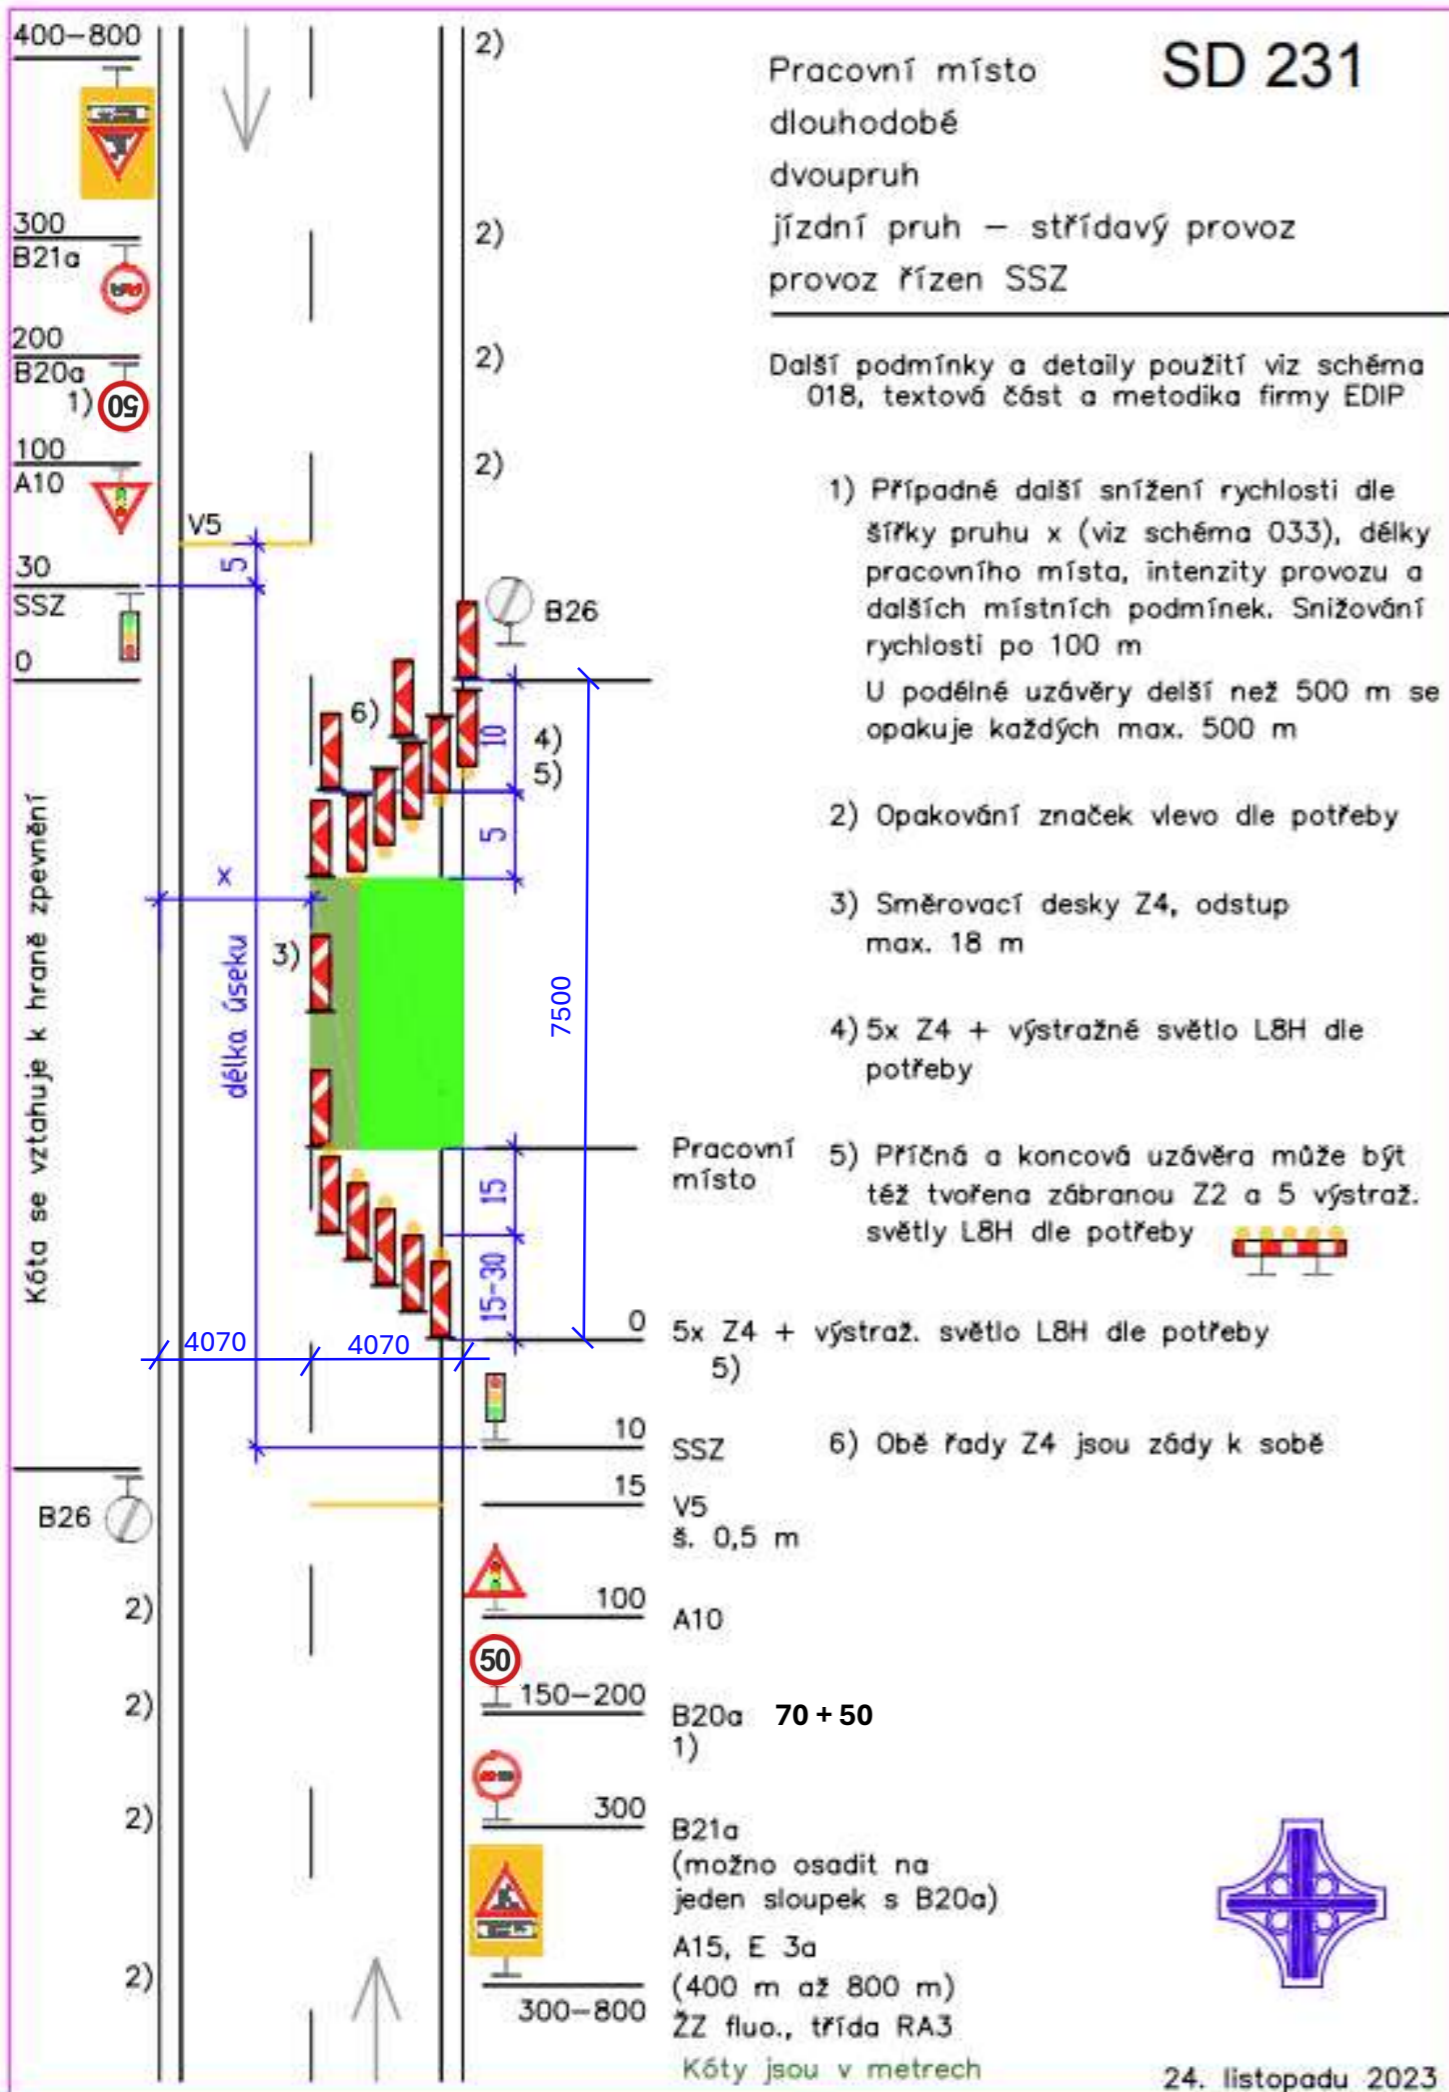 SD 231
Pracovní místo
dlouhodobé
dvoupruh
jízdní pruh – střídavý provoz
provoz řízen SSZ
Další podmínky a detaily použití viz schéma
018, textová část a metodika firmy EDIP
1) Případné další snížení rychlosti dle
šířky pruhu x (viz schéma 033), délky
pracovního místa, intenzity provozu a
dalších místních podmínek. Snižování
rychlosti po 100 m
U podélné uzávěry delší než 500 m se
opakuje každých max. 500 m
2) Opakování značek vlevo dle potřeby
3) Směrovací desky Z4, odstup
max. 18 m
4) 5x Z4 + výstražné světlo L8H dle
potřeby
5) Příčná a koncová uzávěra může být
též tvořena zábranou Z2 a 5 výstraž.
světly L8H dle potřeby
6) Obě řady Z4 jsou zády k sobě
400–800
300
B21a
200
B20a
1)
50
100
A10
V5
5
30
SSZ
0
2)
2)
2)
2)
B26
6)
10
4)
5)
5
x
3)
délka úseku
7500
Kóta se vztahuje k hraně zpevnění
Pracovní
místo
15
15-30
0
5x Z4 + výstraž. světlo L8H dle potřeby
5)
4070
4070
10
SSZ
15
V5
š. 0,5 m
B26
100
A10
50
150–200
B20a 70 + 50
1)
300
B21a
(možno osadit na
jeden sloupek s B20a)
A15, E 3a
(400 m až 800 m)
300–800
ŽZ fluo., třída RA3
2)
2)
2)
2)
Kóty jsou v metrech
24. listopadu 2023